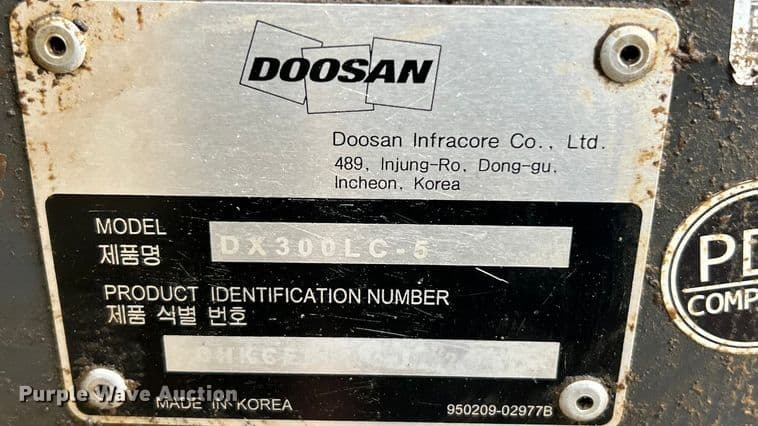 DOOSAN
Doosan Infracore Co., Ltd.
489, Injung-Ro, Dong-gu,
Incheon, Korea
MODEL
제품명
DX300LC-5
PRODUCT IDENTIFICATION NUMBER
제품 식별 번호
MADE IN KOREA
950209-02977B
Purple Wave Auction